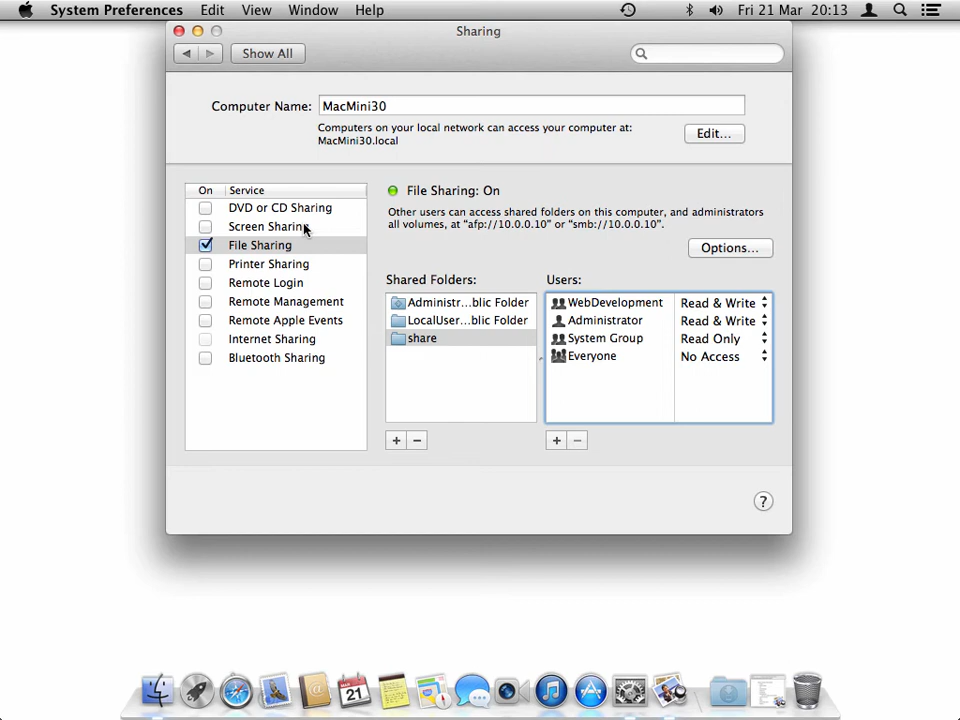 System Preferences Edit View Window Help Fri 21 Mar 20:13
Sharing
Show All
Computer Name: MacMini30
Computers on your local network can access your computer at:
MacMini30.local
Edit...
On Service
DVD or CD Sharing
Screen Sharing
File Sharing
Printer Sharing
Remote Login
Remote Management
Remote Apple Events
Internet Sharing
Bluetooth Sharing
File Sharing: On
Other users can access shared folders on this computer, and administrators
all volumes, at “afp://10.0.0.10” or “smb://10.0.0.10”.
Options...
Shared Folders:
Administr...blic Folder
LocalUser...blic Folder
share
Users:
WebDevelopment Read & Write
Administrator Read & Write
System Group Read Only
Everyone No Access
+ −
+ −
?
21